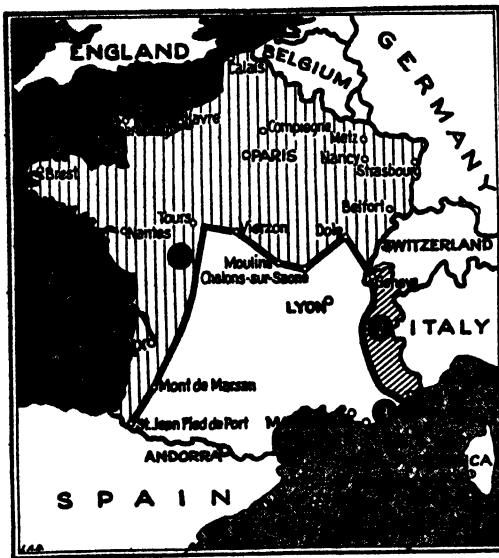 ENGLAND
BELGIUM
GERMANY
Calais
Havre
Compiegne
Metz
PARIS
Nancy
Strasbourg
Brest
Belfort
Tours
Nantes
Vierzon
Dole
SWITZERLAND
Moulins
Chalons-sur-Saone
Geneva
LYON
ITALY
Mont de Marsan
St. Jean Pied de Port
ANDORRA
SPAIN